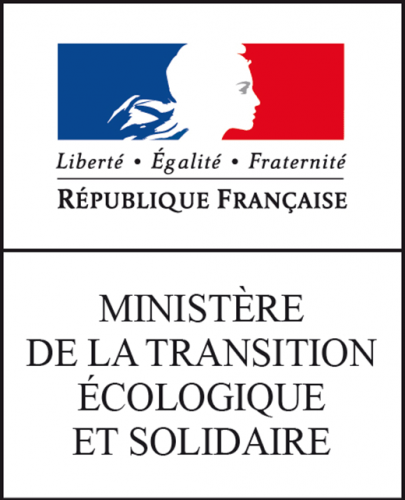 Liberté • Égalité • Fraternité
RÉPUBLIQUE FRANÇAISE
MINISTÈRE
DE LA TRANSITION
ÉCOLOGIQUE
ET SOLIDAIRE